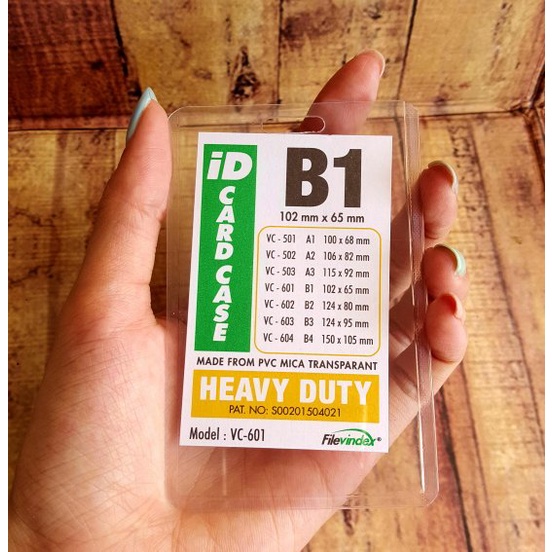 iD CARD CASE
B1
102 mm x 65 mm
VC - 501 A1 100 x 68 mm
VC - 502 A2 106 x 82 mm
VC - 503 A3 115 x 92 mm
VC - 601 B1 102 x 65 mm
VC - 602 B2 124 x 80 mm
VC - 603 B3 124 x 95 mm
VC - 604 B4 150 x 105 mm
MADE FROM PVC MICA TRANSPARANT
HEAVY DUTY
PAT. NO: S00201504021
Model : VC-601
Filevindex®